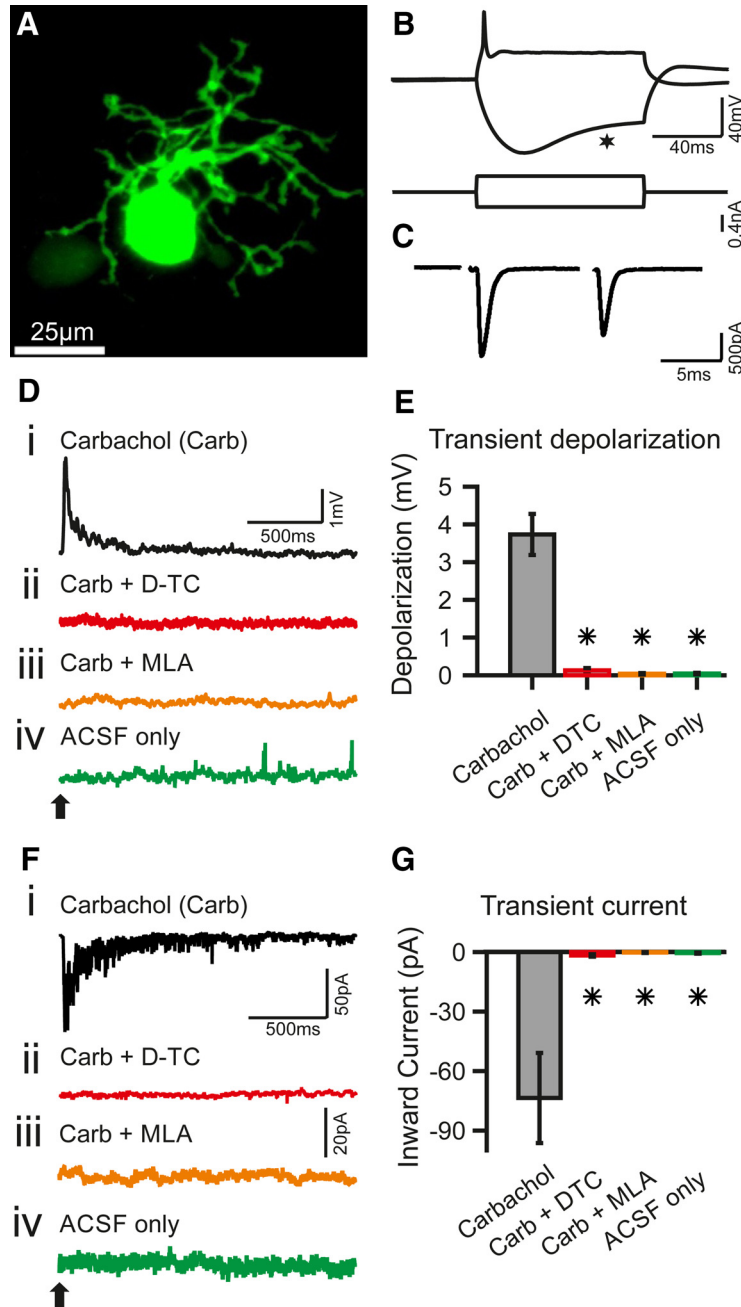 A
25µm
B
40mV
40ms
0.4nA
C
500pA
5ms
D
i
Carbachol (Carb)
1mV
500ms
ii
Carb + D-TC
iii
Carb + MLA
iv
ACSF only
E
Transient depolarization
Depolarization (mV)
5
4
3
2
1
0
Carbachol
Carb + DTC
Carb + MLA
ACSF only
F
i
Carbachol (Carb)
50pA
500ms
ii
Carb + D-TC
iii
Carb + MLA
20pA
iv
ACSF only
G
Transient current
Inward Current (pA)
0
-30
-60
-90
Carbachol
Carb + DTC
Carb + MLA
ACSF only